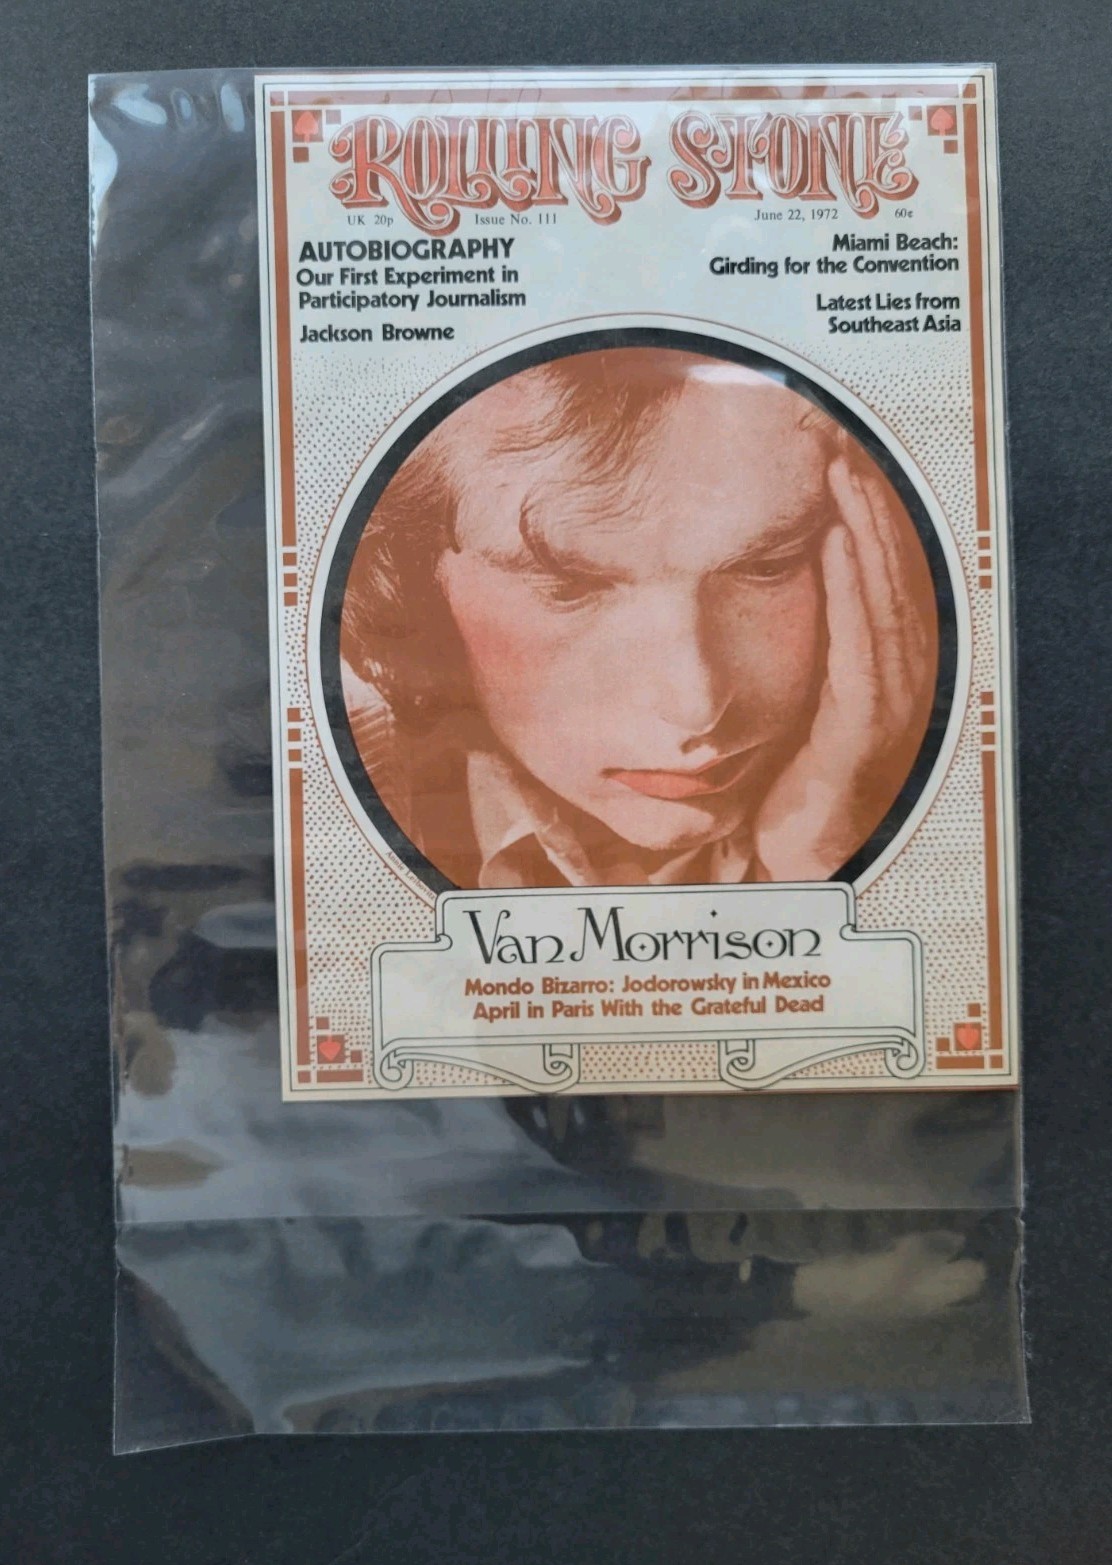 ROLLING STONE
UK 20p Issue No. 111 June 22, 1972 60¢
AUTOBIOGRAPHY
Our First Experiment in
Participatory Journalism
Jackson Browne
Miami Beach:
Girding for the Convention
Latest Lies from
Southeast Asia
Annie Leibovitz
Van Morrison
Mondo Bizarro: Jodorowsky in Mexico
April in Paris With the Grateful Dead